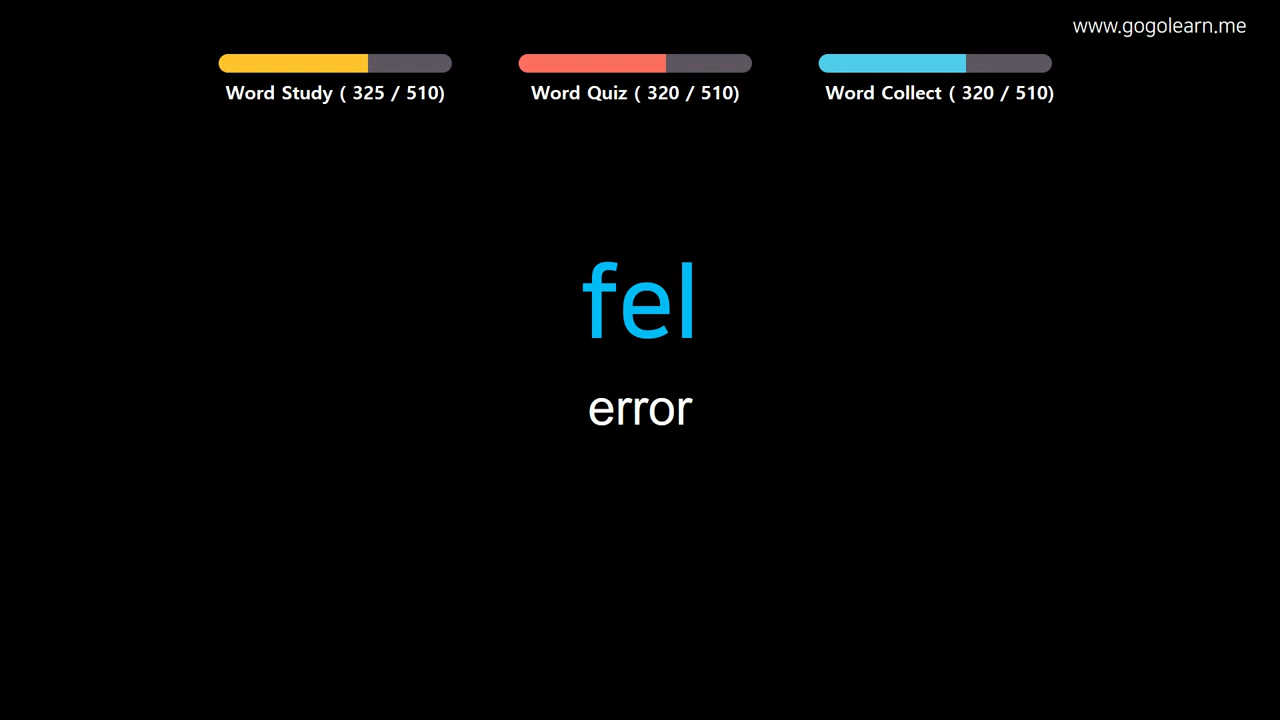 www.gogolearn.me
Word Study ( 325 / 510)
Word Quiz ( 320 / 510)
Word Collect ( 320 / 510)
fel
error